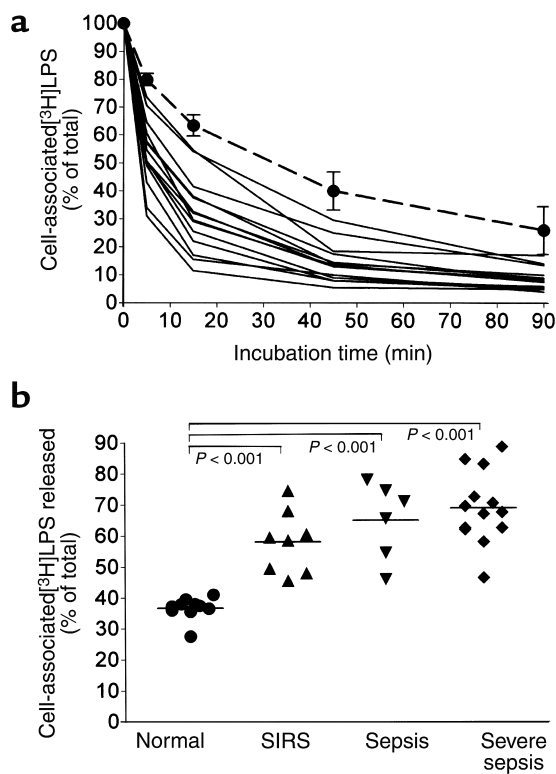 a
Cell-associated[³H]LPS
(% of total)
100
90
80
70
60
50
40
30
20
10
0
0 10 20 30 40 50 60 70 80 90
Incubation time (min)
b
Cell-associated[³H]LPS released
(% of total)
90
80
70
60
50
40
30
20
10
0
P < 0.001
P < 0.001
P < 0.001
Normal SIRS Sepsis Severe
sepsis